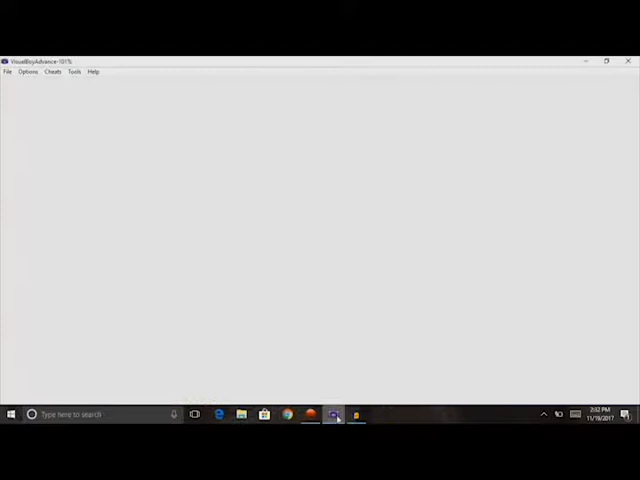 VisualBoyAdvance-101%
File Options Cheats Tools Help
Type here to search
2:32 PM
11/19/2017